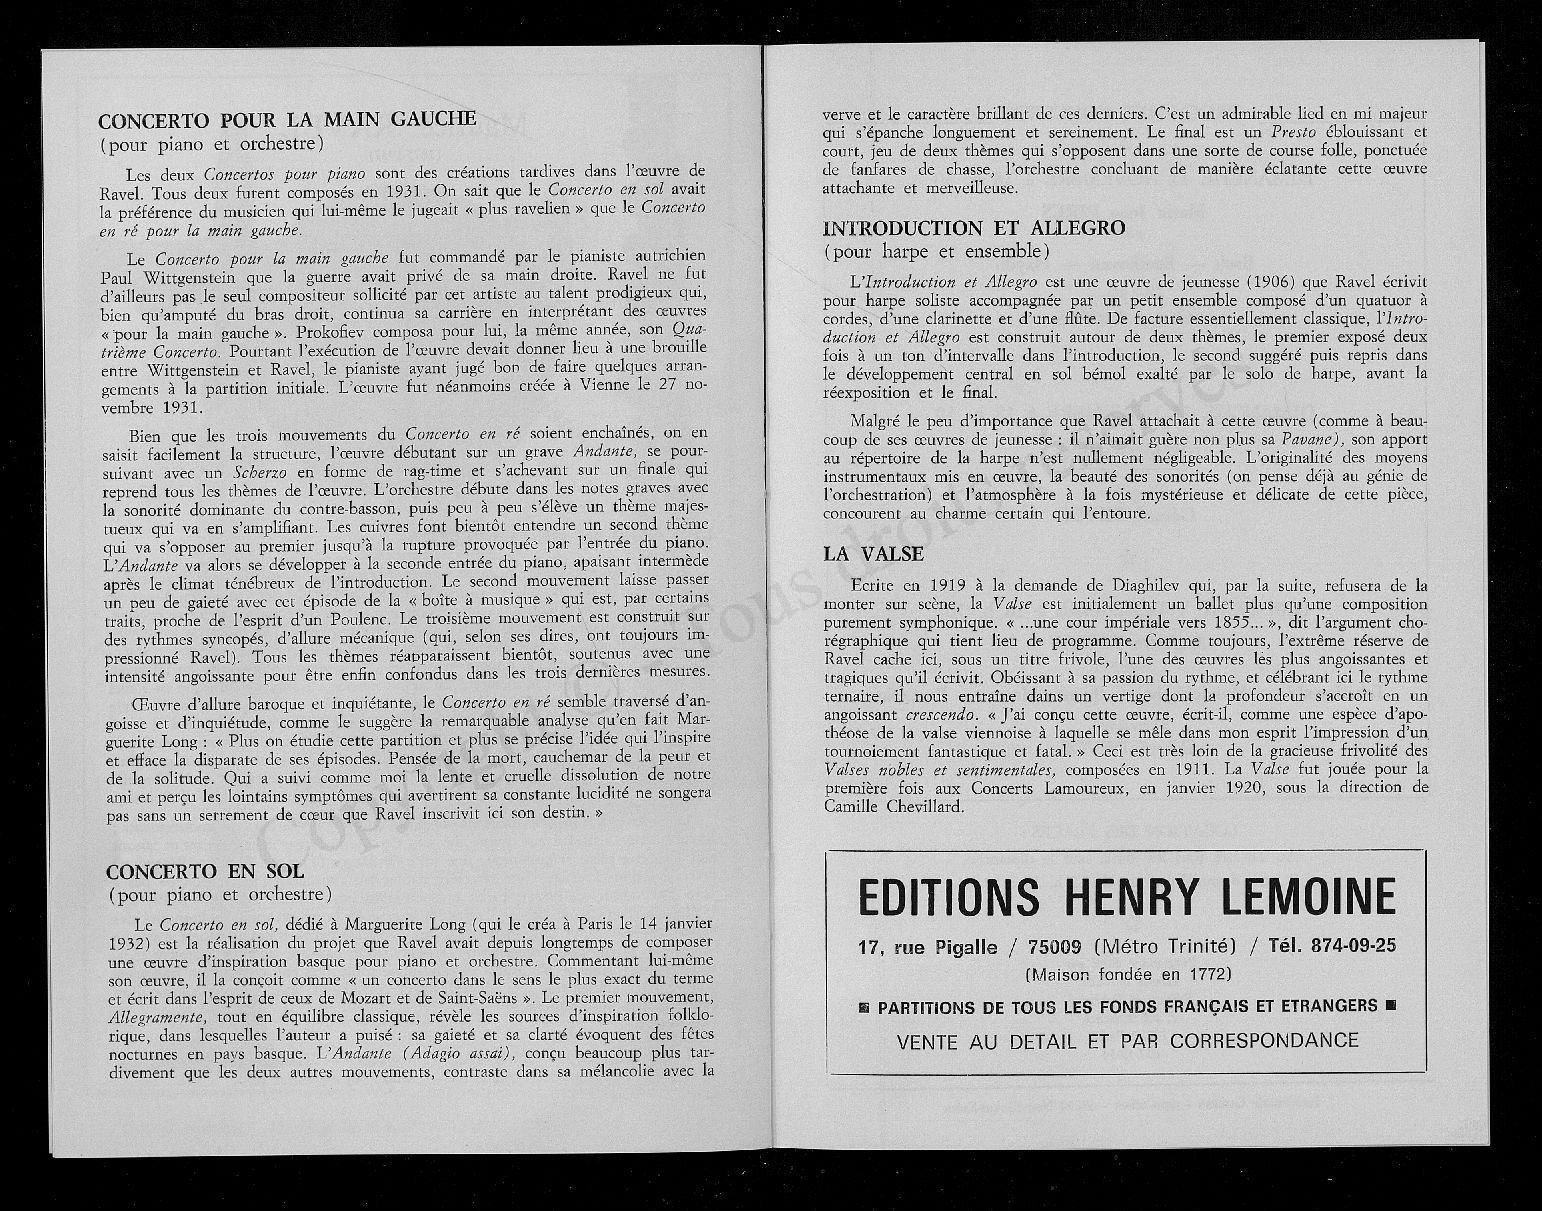 CONCERTO POUR LA MAIN GAUCHE
(pour piano et orchestre)
Les deux Concertos pour piano sont des créations tardives dans l'œuvre de
Ravel. Tous deux furent composés en 1931. On sait que le Concerto en sol avait
la préférence du musicien qui lui-même le jugeait « plus ravelien » que le Concerto
en ré pour la main gauche.
Le Concerto pour la main gauche fut commandé par le pianiste autrichien
Paul Wittgenstein que la guerre avait privé de sa main droite. Ravel ne fut
d'ailleurs pas le seul compositeur sollicité par cet artiste au talent prodigieux qui,
bien qu'amputé du bras droit, continua sa carrière en interprétant des œuvres
« pour la main gauche ». Prokofiev composa pour lui, la même année, son Qua-
trième Concerto. Pourtant l'exécution de l'œuvre devait donner lieu à une brouille
entre Wittgenstein et Ravel, le pianiste ayant jugé bon de faire quelques arran-
gements à la partition initiale. L'œuvre fut néanmoins créée à Vienne le 27 no-
vembre 1931.
Bien que les trois mouvements du Concerto en ré soient enchaînés, on en
saisit facilement la structure, l'œuvre débutant sur un grave Andante, se pour-
suivant avec un Scherzo en forme de rag-time et s'achevant sur un finale qui
reprend tous les thèmes de l'œuvre. L'orchestre débute dans les notes graves avec
la sonorité dominante du contre-basson, puis peu à peu s'élève un thème majes-
tueux qui va en s'amplifiant. Les cuivres font bientôt entendre un second thème
qui va s'opposer au premier jusqu'à la rupture provoquée par l'entrée du piano.
L'Andante va alors se développer à la seconde entrée du piano, apaisant intermède
après le climat ténébreux de l'introduction. Le second mouvement laisse passer
un peu de gaieté avec cet épisode de la « boîte à musique » qui est, par certains
traits, proche de l'esprit d'un Poulenc. Le troisième mouvement est construit sur
des rythmes syncopés, d'allure mécanique (qui, selon ses dires, ont toujours im-
pressionné Ravel). Tous les thèmes réapparaissent bientôt, soutenus avec une
intensité angoissante pour être enfin confondus dans les trois dernières mesures.
Œuvre d'allure baroque et inquiétante, le Concerto en ré semble traversé d'an-
goisse et d'inquiétude, comme le suggère la remarquable analyse qu'en fait Mar-
guerite Long : « Plus on étudie cette partition et plus se précise l'idée qui l'inspire
et efface la disparate de ses épisodes. Pensée de la mort, cauchemar de la peur et
de la solitude. Qui a suivi comme moi la lente et cruelle dissolution de notre
ami et perçu les lointains symptômes qui avertirent sa constante lucidité ne songera
pas sans un serrement de cœur que Ravel inscrivit ici son destin. »
CONCERTO EN SOL
(pour piano et orchestre)
Le Concerto en sol, dédié à Marguerite Long (qui le créa à Paris le 14 janvier
1932) est la réalisation du projet que Ravel avait depuis longtemps de composer
une œuvre d'inspiration basque pour piano et orchestre. Commentant lui-même
son œuvre, il la conçoit comme « un concerto dans le sens le plus exact du terme
et écrit dans l'esprit de ceux de Mozart et de Saint-Saëns ». Le premier mouvement,
Allegramente, tout en équilibre classique, révèle les sources d'inspiration folklo-
rique, dans lesquelles l'auteur a puisé : sa gaieté et sa clarté évoquent des fêtes
nocturnes en pays basque. L'Andante (Adagio assai), conçu beaucoup plus tar-
divement que les deux autres mouvements, contraste dans sa mélancolie avec la
verve et le caractère brillant de ces derniers. C'est un admirable lied en mi majeur
qui s'épanche longuement et sereinement. Le final est un Presto éblouissant et
court, jeu de deux thèmes qui s'opposent dans une sorte de course folle, ponctuée
de fanfares de chasse, l'orchestre concluant de manière éclatante cette œuvre
attachante et merveilleuse.
INTRODUCTION ET ALLEGRO
(pour harpe et ensemble)
L'Introduction et Allegro est une œuvre de jeunesse (1906) que Ravel écrivit
pour harpe soliste accompagnée par un petit ensemble composé d'un quatuor à
cordes, d'une clarinette et d'une flûte. De facture essentiellement classique, l'Intro-
duction et Allegro est construit autour de deux thèmes, le premier exposé deux
fois à un ton d'intervalle dans l'introduction, le second suggéré puis repris dans
le développement central en sol bémol exalté par le solo de harpe, avant la
réexposition et le final.
Malgré le peu d'importance que Ravel attachait à cette œuvre (comme à beau-
coup de ses œuvres de jeunesse : il n'aimait guère non plus sa Pavane), son apport
au répertoire de la harpe n'est nullement négligeable. L'originalité des moyens
instrumentaux mis en œuvre, la beauté des sonorités (on pense déjà au génie de
l'orchestration) et l'atmosphère à la fois mystérieuse et délicate de cette pièce,
concourent au charme certain qui l'entoure.
LA VALSE
Ecrite en 1919 à la demande de Diaghilev qui, par la suite, refusera de la
monter sur scène, la Valse est initialement un ballet plus qu'une composition
purement symphonique. « ...une cour impériale vers 1855... », dit l'argument cho-
régraphique qui tient lieu de programme. Comme toujours, l'extrême réserve de
Ravel cache ici, sous un titre frivole, l'une des œuvres lės plus angoissantes et
tragiques qu'il écrivit. Obéissant à sa passion du rythme, et célébrant ici le rythme
ternaire, il nous entraîne dains un vertige dont la profondeur s'accroît en un
angoissant crescendo. « J'ai conçu cette œuvre, écrit-il, comme une espèce d'apo-
théose de la valse viennoise à laquelle se mêle dans mon esprit l'impression d'un
tournoiement fantastique et fatal. » Ceci est très loin de la gracieuse frivolité des
Valses nobles et sentimentales, composées en 1911. La Valse fut jouée pour la
première fois aux Concerts Lamoureux, en janvier 1920, sous la direction de
Camille Chevillard.
EDITIONS HENRY LEMOINE
17, rue Pigalle / 75009 (Métro Trinité) / Tél. 874-09-25
(Maison fondée en 1772)
■ PARTITIONS DE TOUS LES FONDS FRANÇAIS ET ETRANGERS ■
VENTE AU DETAIL ET PAR CORRESPONDANCE